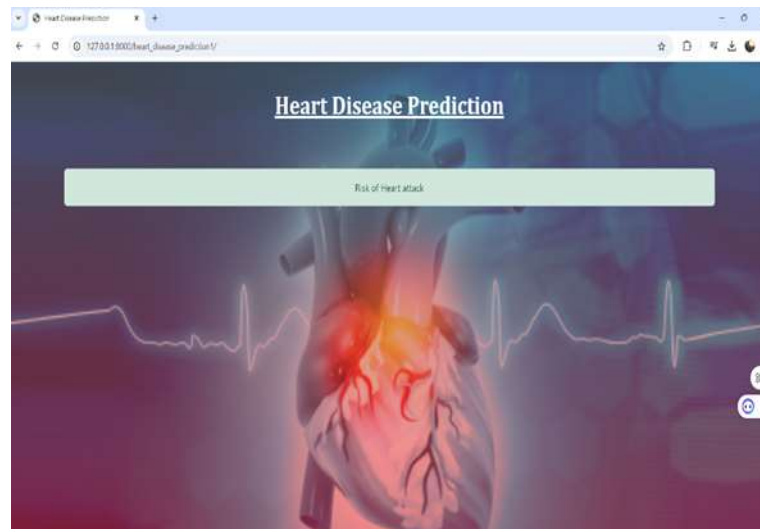 Heart Disease Prediction
127.0.0.1:8000/heart_disease_prediction1/
Heart Disease Prediction
Risk of Heart attack